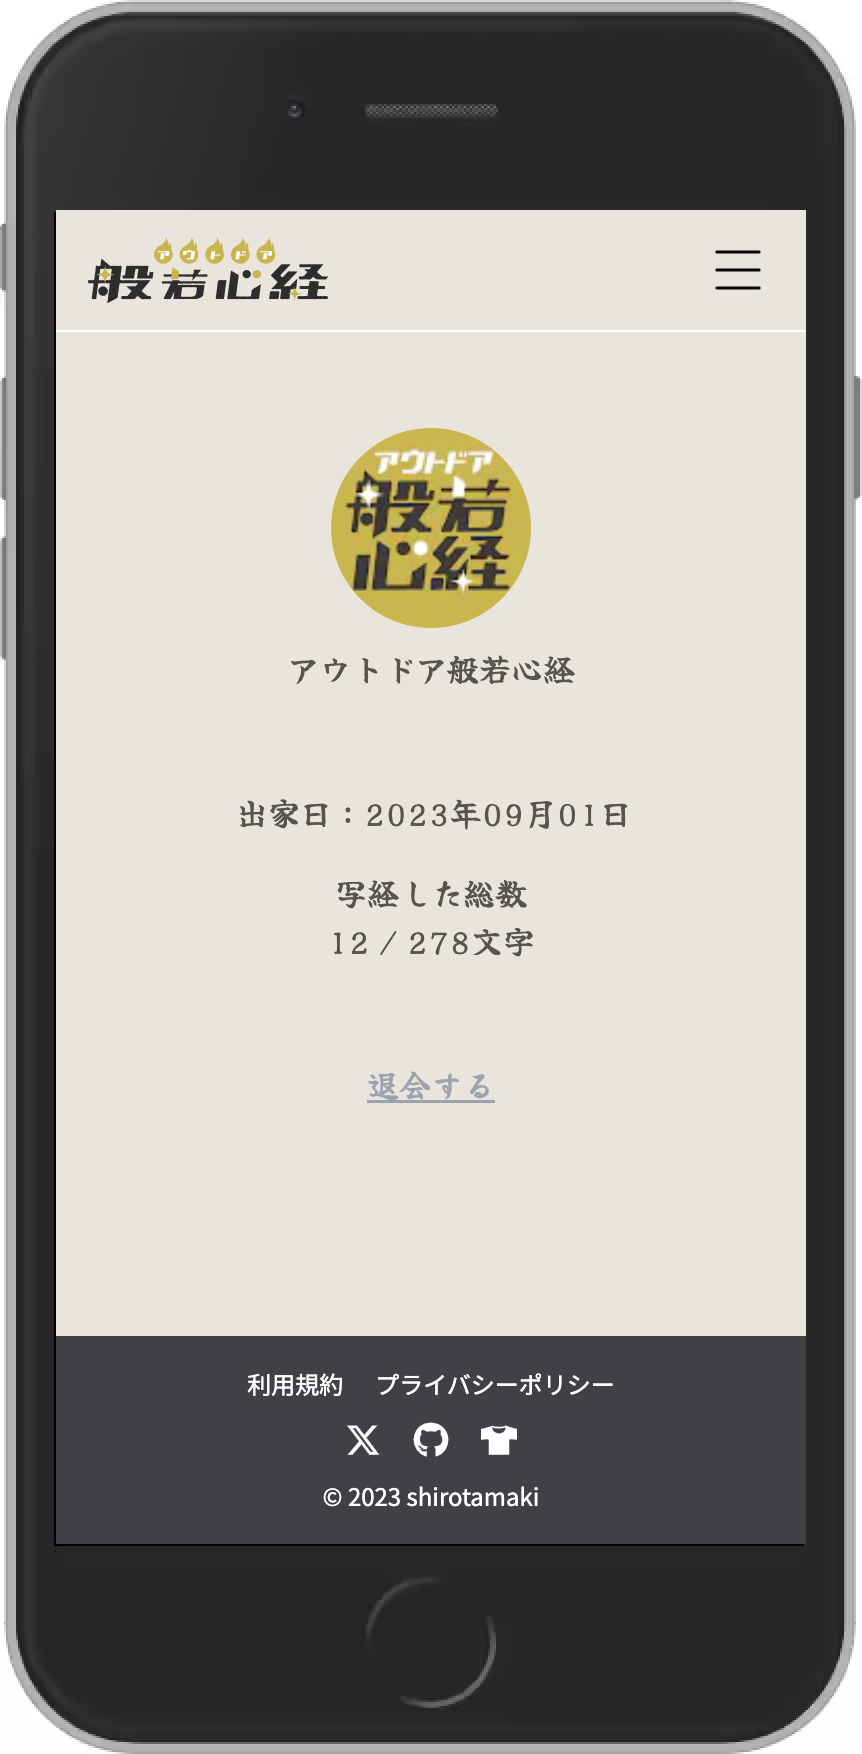 アウトドア
般若心経
アウトドア
般若
心経
アウトドア般若心経
出家日：2023年09月01日
写経した総数
12 / 278文字
退会する
利用規約 プライバシーポリシー
© 2023 shirotamaki